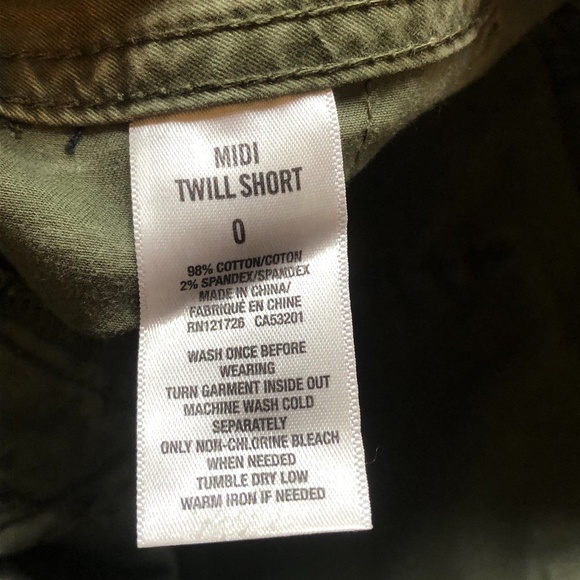 MIDI
TWILL SHORT
0
98% COTTON/COTON
2% SPANDEX/SPANDEX
MADE IN CHINA/
FABRIQUÉ EN CHINE
RN121726 CA53201
WASH ONCE BEFORE
WEARING
TURN GARMENT INSIDE OUT
MACHINE WASH COLD
SEPARATELY
ONLY NON-CHLORINE BLEACH
WHEN NEEDED
TUMBLE DRY LOW
WARM IRON IF NEEDED